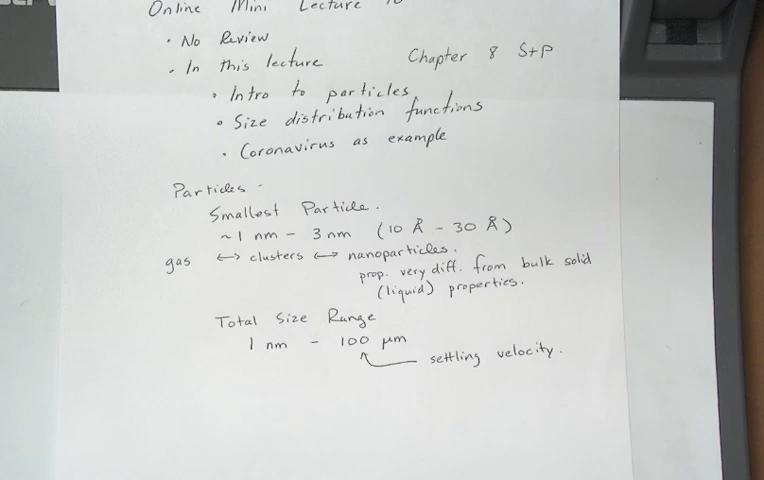 Online Mini Lecture
• No Review
• In this lecture Chapter 8 S+P
• Intro to particles
• Size distribution functions
• Coronavirus as example
Particles -
Smallest Particle.
~1 nm - 3 nm (10 Å - 30 Å)
gas ↔ clusters ↔ nanoparticles.
prop. very diff. from bulk solid
(liquid) properties.
Total Size Range
1 nm - 100 μm
settling velocity.